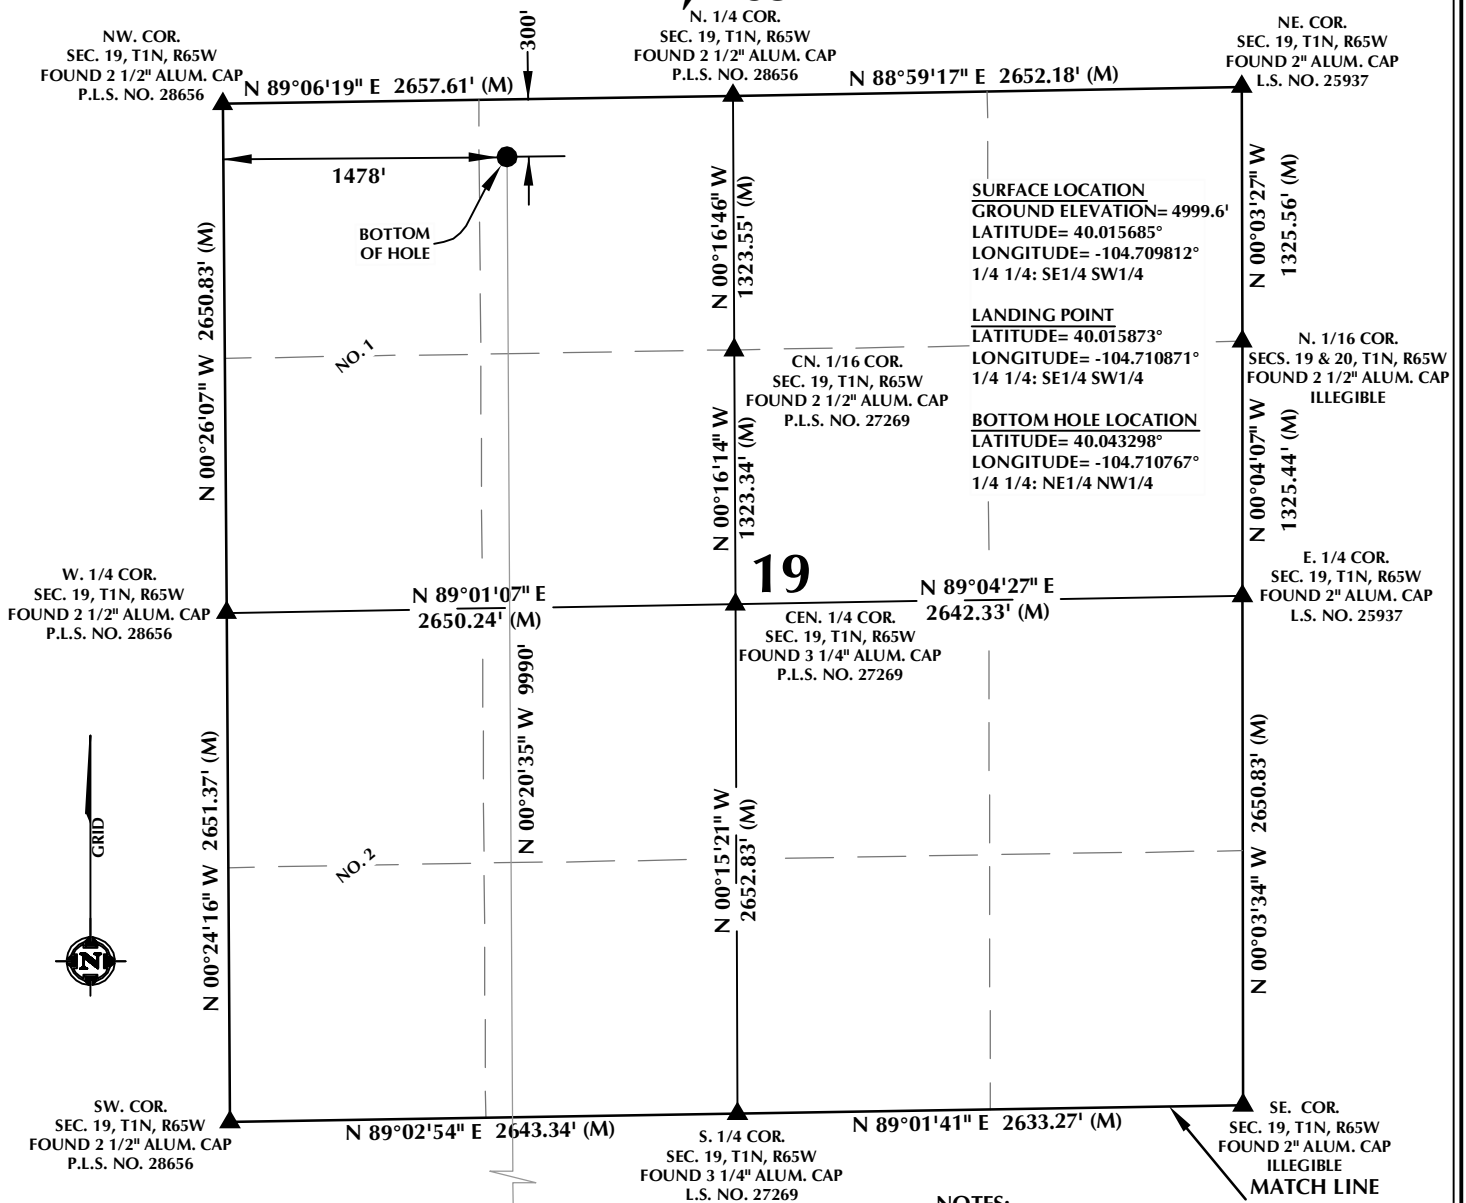 NW. COR.
SEC. 19, T1N, R65W
FOUND 2 1/2" ALUM. CAP
P.L.S. NO. 28656
N 89°06'19" E 2657.61' (M)
300'
N. 1/4 COR.
SEC. 19, T1N, R65W
FOUND 2 1/2" ALUM. CAP
P.L.S. NO. 28656
N 88°59'17" E 2652.18' (M)
NE. COR.
SEC. 19, T1N, R65W
FOUND 2" ALUM. CAP
L.S. NO. 25937
1478'
BOTTOM
OF HOLE
N 00°26'07" W 2650.83' (M)
NO. 1
N 00°16'46" W
1323.55' (M)
SURFACE LOCATION
GROUND ELEVATION= 4999.6'
LATITUDE= 40.015685°
LONGITUDE= -104.709812°
1/4 1/4: SE1/4 SW1/4
LANDING POINT
LATITUDE= 40.015873°
LONGITUDE= -104.710871°
1/4 1/4: SE1/4 SW1/4
BOTTOM HOLE LOCATION
LATITUDE= 40.043298°
LONGITUDE= -104.710767°
1/4 1/4: NE1/4 NW1/4
N 00°03'27" W
1325.56' (M)
N. 1/16 COR.
SECS. 19 & 20, T1N, R65W
FOUND 2 1/2" ALUM. CAP
ILLEGIBLE
CN. 1/16 COR.
SEC. 19, T1N, R65W
FOUND 2 1/2" ALUM. CAP
P.L.S. NO. 27269
N 00°16'14" W
1323.34' (M)
N 00°04'07" W
1325.44' (M)
W. 1/4 COR.
SEC. 19, T1N, R65W
FOUND 2 1/2" ALUM. CAP
P.L.S. NO. 28656
N 89°01'07" E
2650.24' (M)
19
CEN. 1/4 COR.
SEC. 19, T1N, R65W
FOUND 3 1/4" ALUM. CAP
P.L.S. NO. 27269
N 89°04'27" E
2642.33' (M)
E. 1/4 COR.
SEC. 19, T1N, R65W
FOUND 2" ALUM. CAP
L.S. NO. 25937
N 00°20'35" W 9990'
GRID
N
N 00°24'16" W 2651.37' (M)
NO. 2
N 00°15'21" W
2652.83' (M)
N 00°03'34" W 2650.83' (M)
SW. COR.
SEC. 19, T1N, R65W
FOUND 2 1/2" ALUM. CAP
P.L.S. NO. 28656
N 89°02'54" E 2643.34' (M)
S. 1/4 COR.
SEC. 19, T1N, R65W
FOUND 3 1/4" ALUM. CAP
L.S. NO. 27269
N 89°01'41" E 2633.27' (M)
SE. COR.
SEC. 19, T1N, R65W
FOUND 2" ALUM. CAP
ILLEGIBLE
MATCH LINE
NOTES: